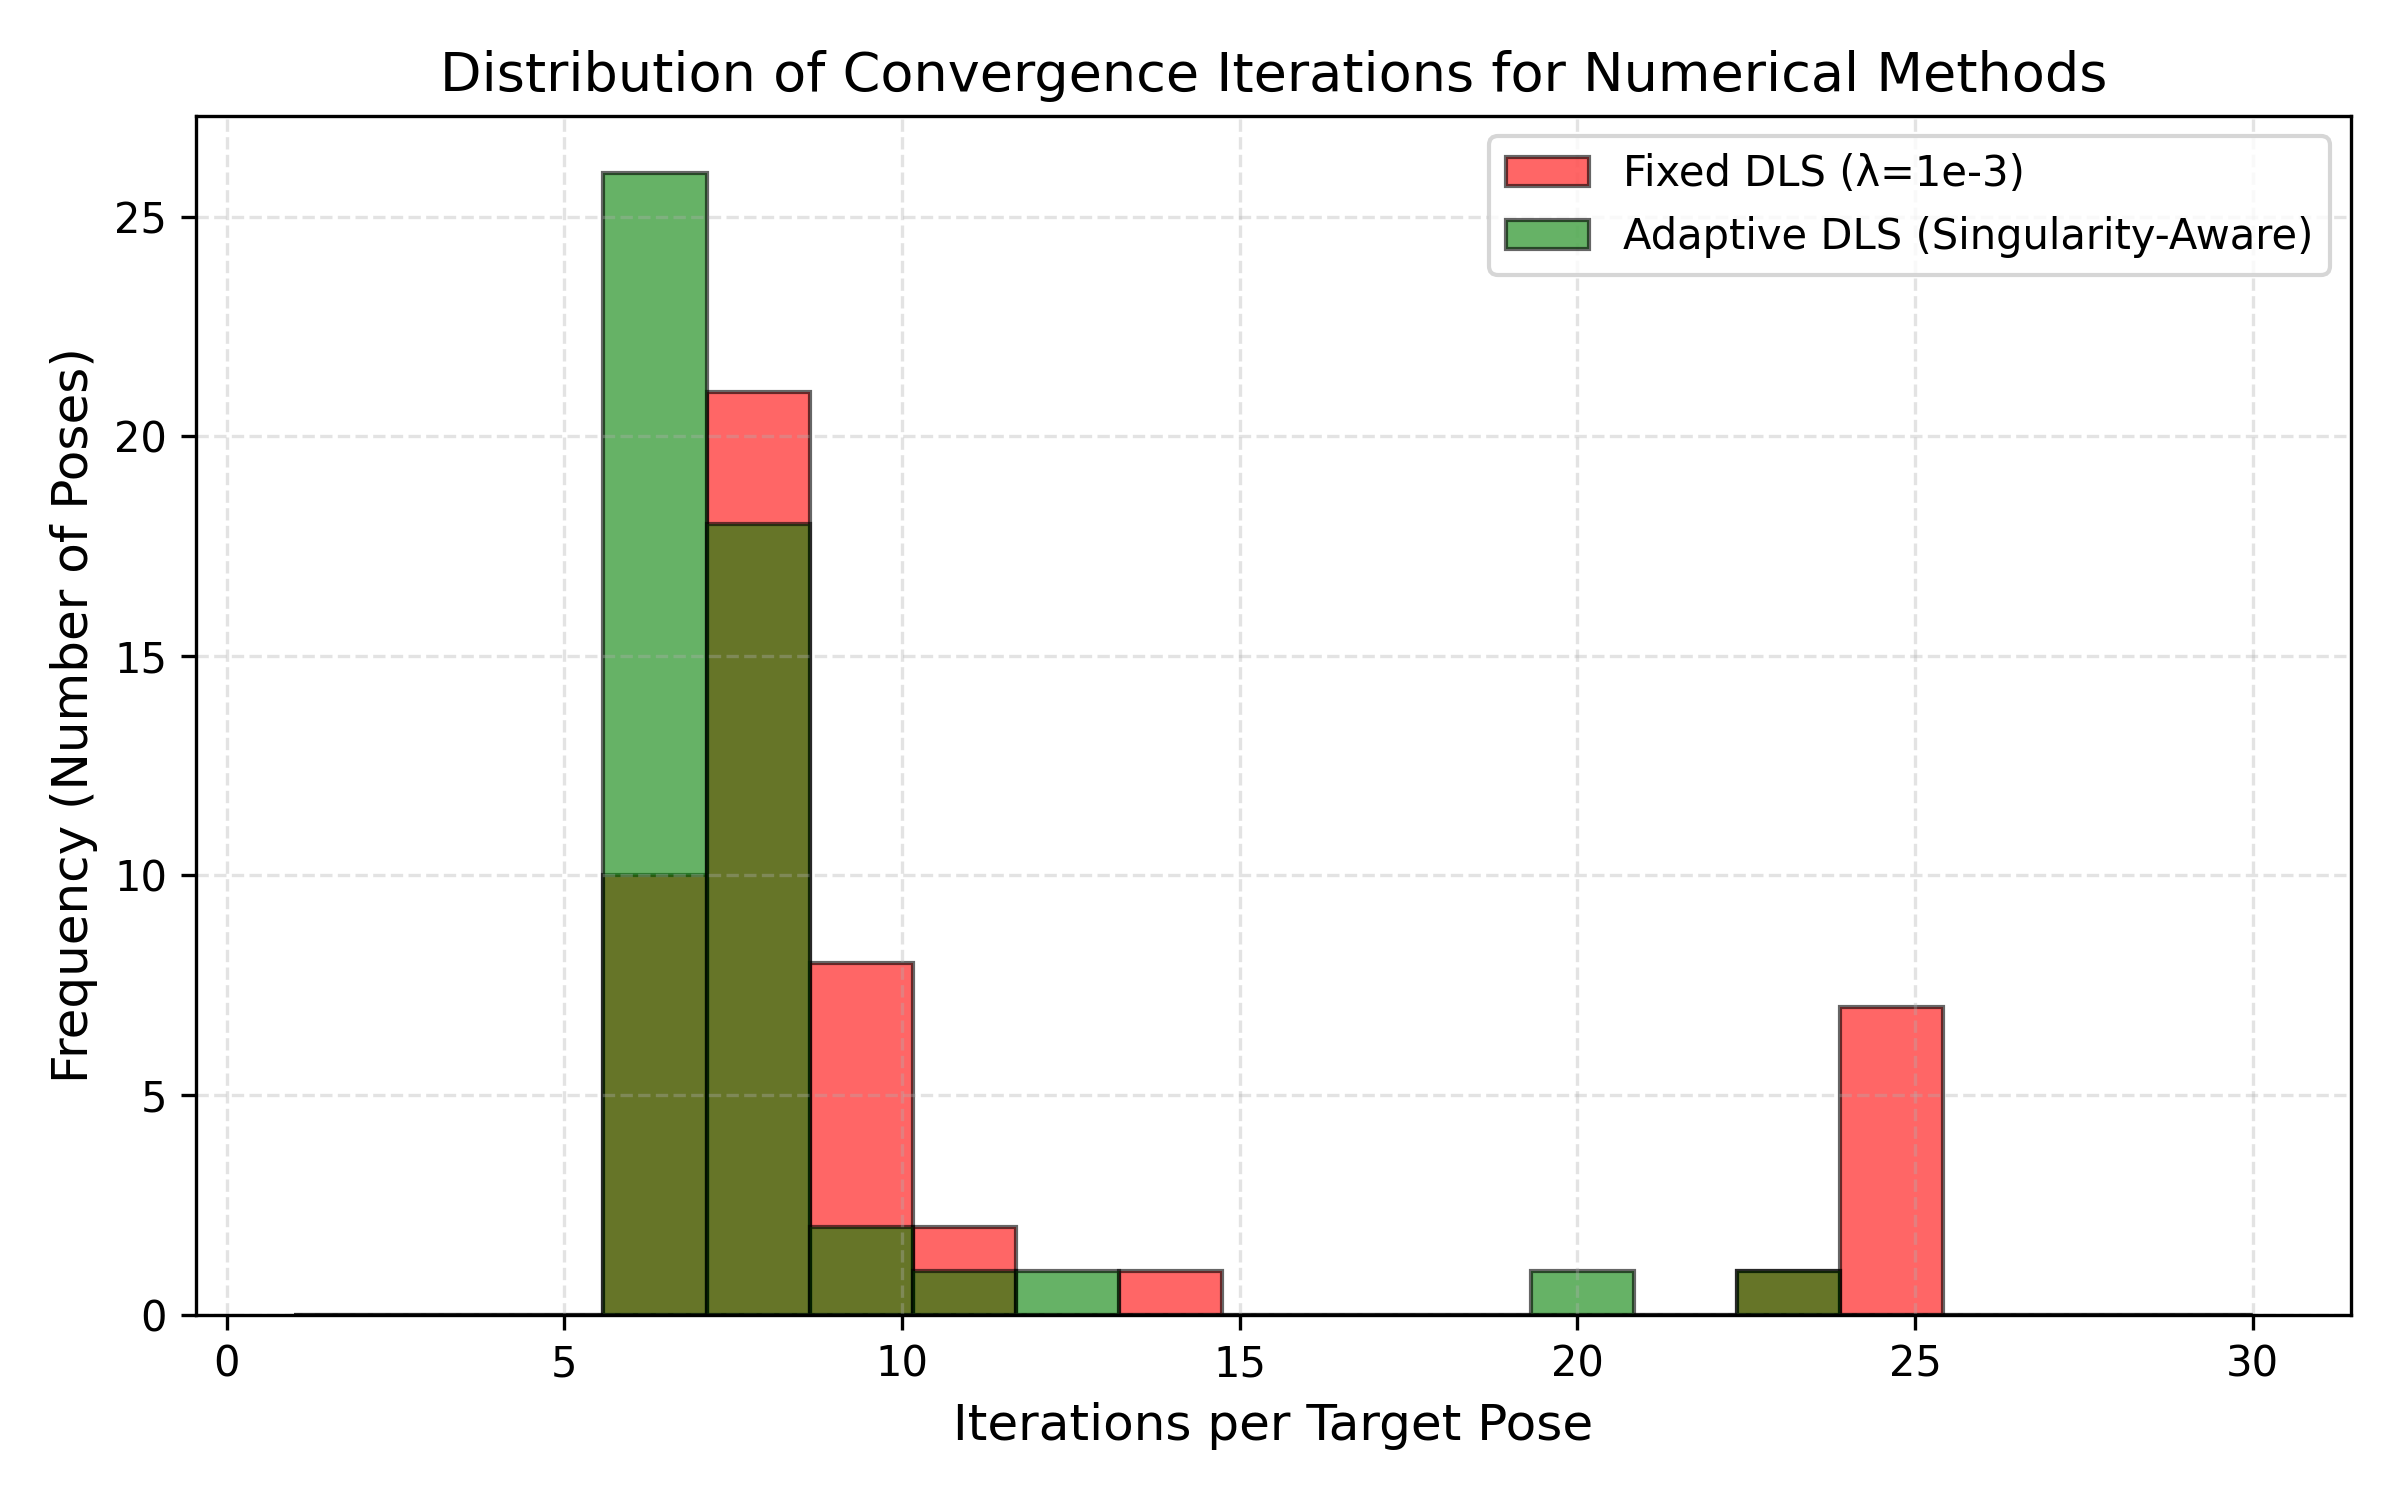 Distribution of Convergence Iterations for Numerical Methods
Fixed DLS (λ=1e-3)
Adaptive DLS (Singularity-Aware)
Frequency (Number of Poses)
25
20
15
10
5
0
0 5 10 15 20 25 30
Iterations per Target Pose